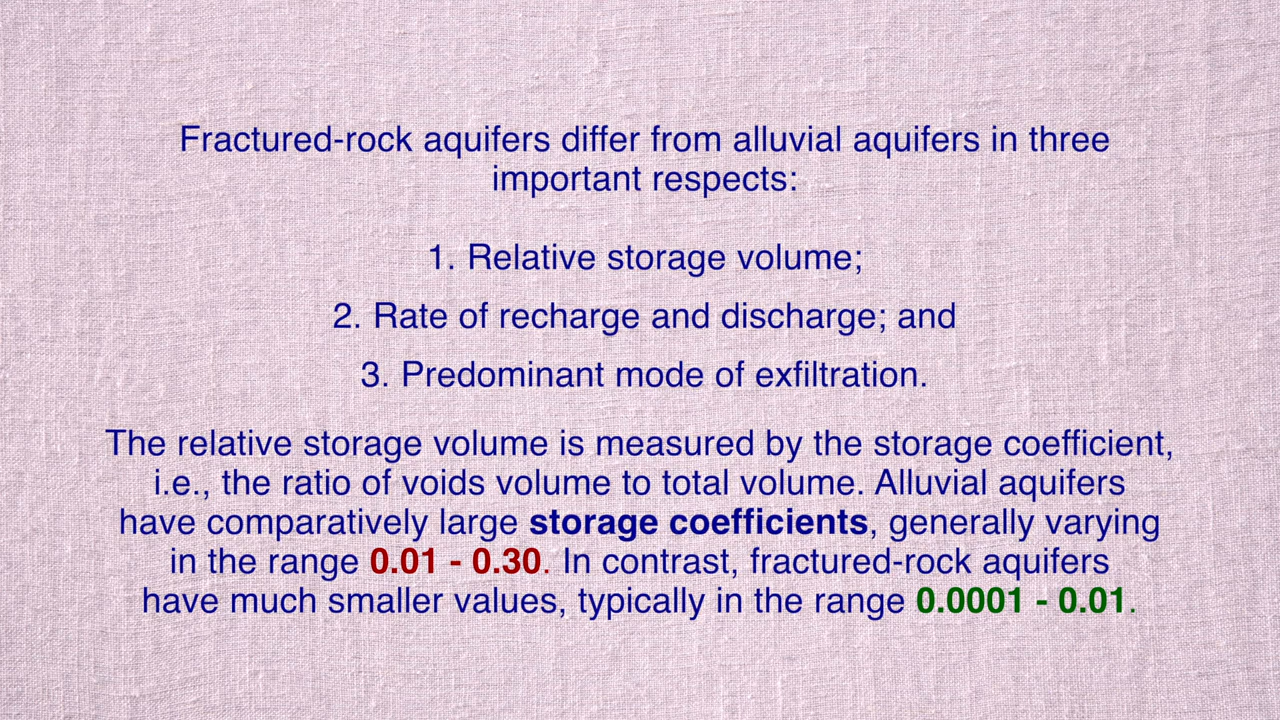 Fractured-rock aquifers differ from alluvial aquifers in three
important respects:
1. Relative storage volume;
2. Rate of recharge and discharge; and
3. Predominant mode of exfiltration.
The relative storage volume is measured by the storage coefficient,
i.e., the ratio of voids volume to total volume. Alluvial aquifers
have comparatively large storage coefficients, generally varying
in the range 0.01 - 0.30. In contrast, fractured-rock aquifers
have much smaller values, typically in the range 0.0001 - 0.01.